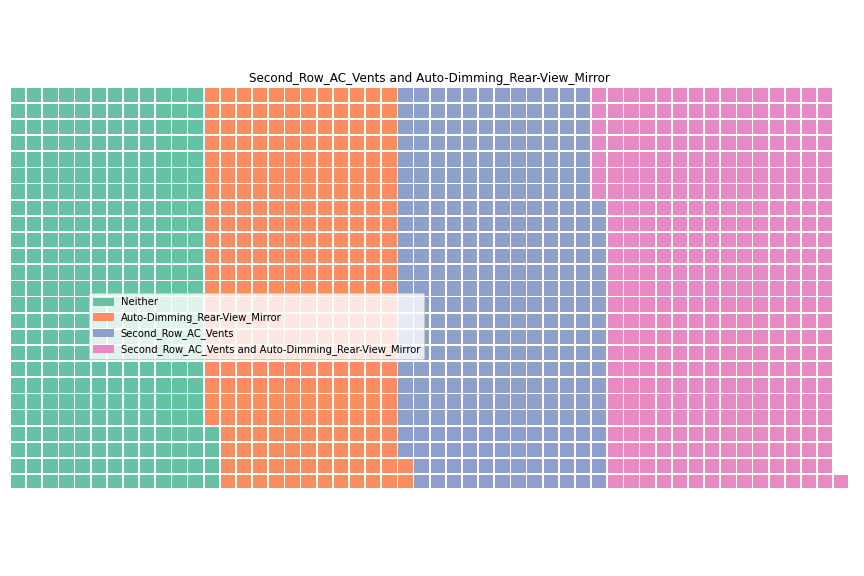 Second_Row_AC_Vents and Auto-Dimming_Rear-View_Mirror
Neither
Auto-Dimming_Rear-View_Mirror
Second_Row_AC_Vents
Second_Row_AC_Vents and Auto-Dimming_Rear-View_Mirror